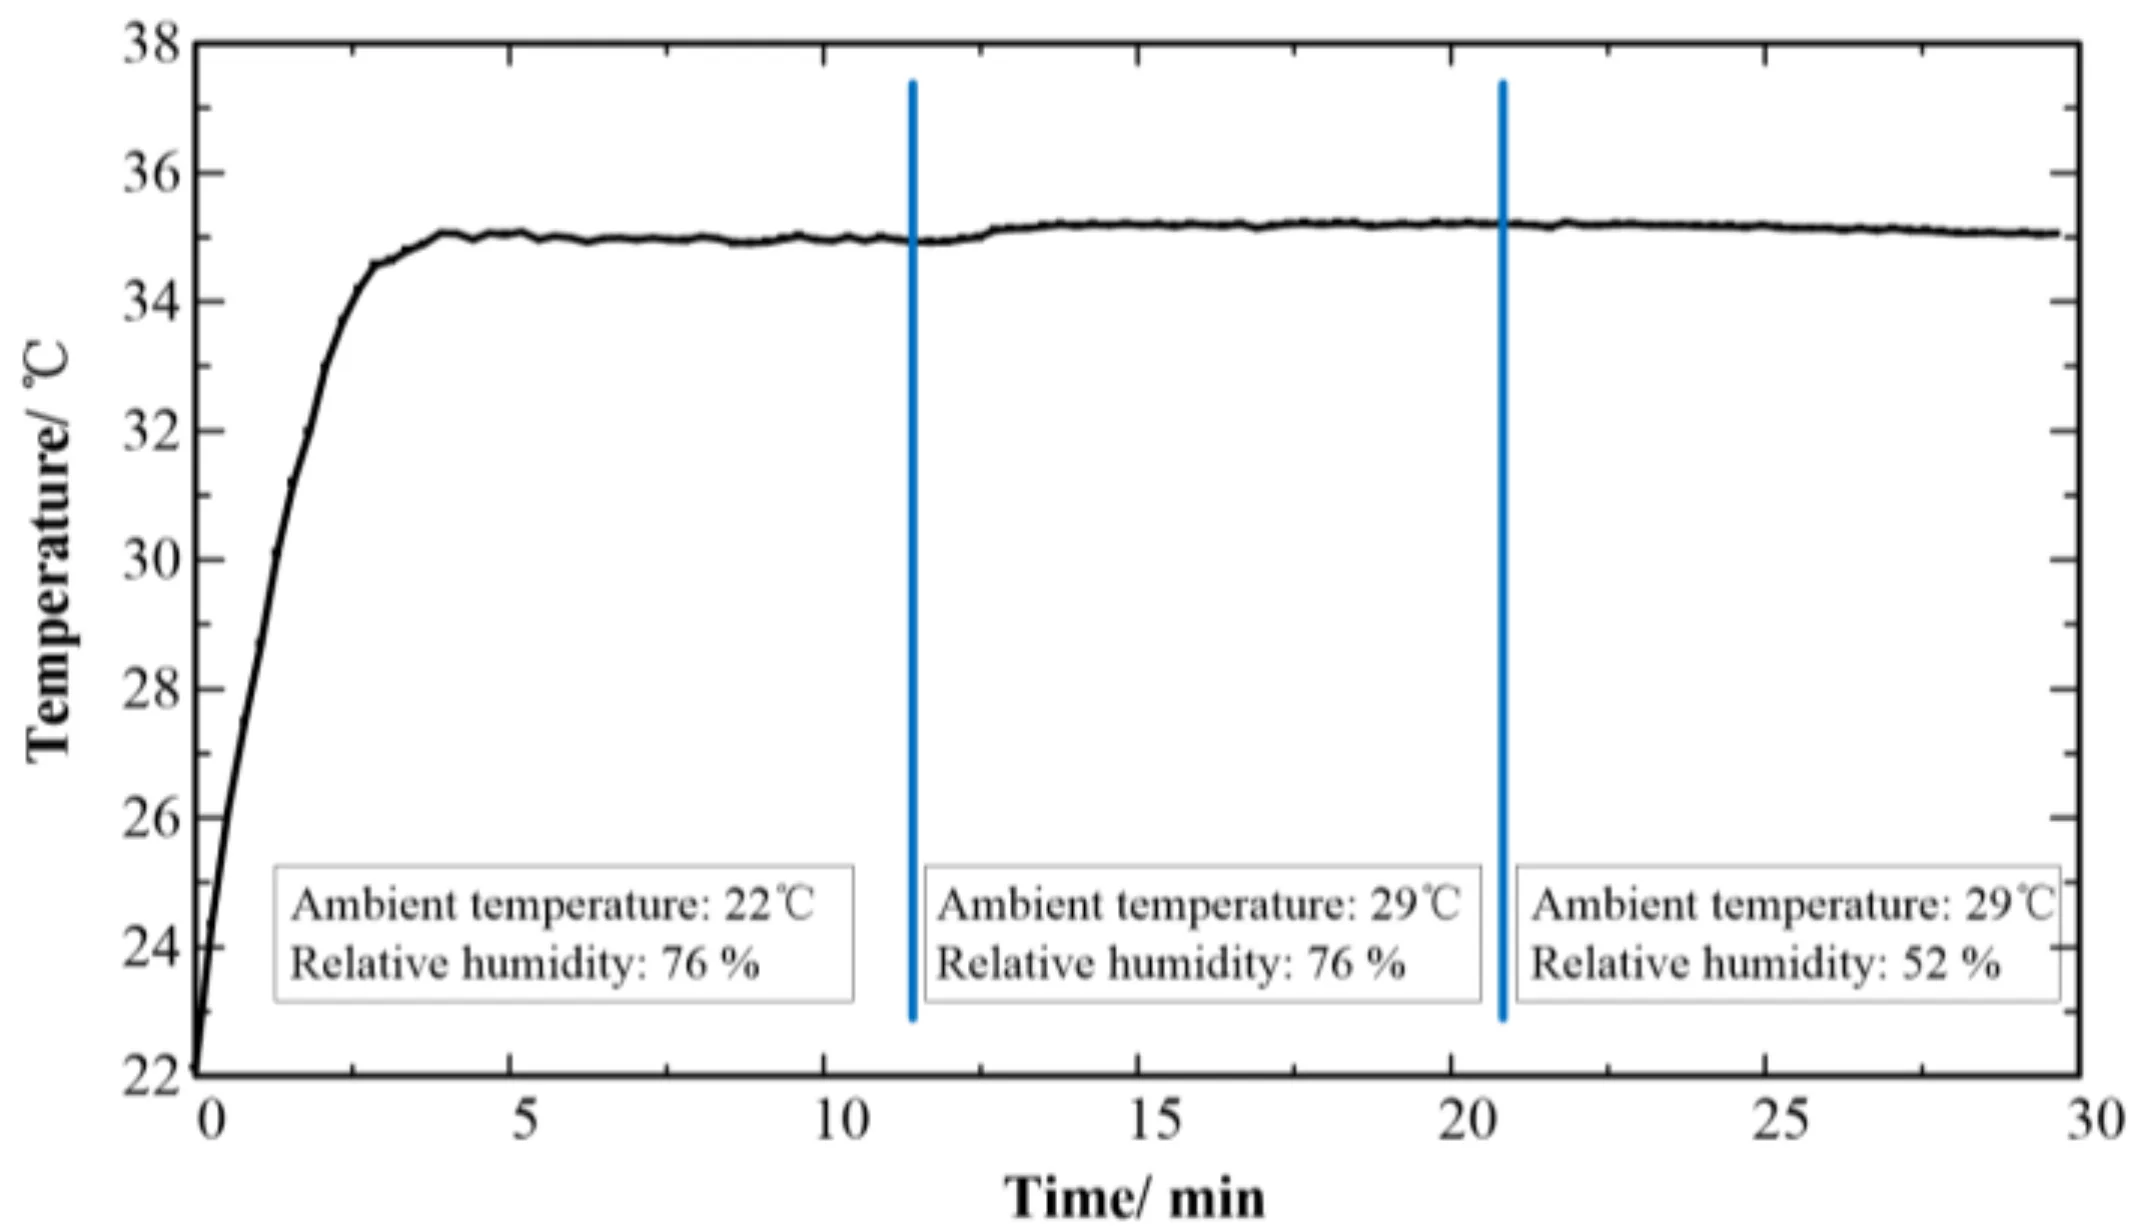 38
36
34
32
30
28
26
24
22
Temperature/ ℃
Ambient temperature: 22℃
Relative humidity: 76 %
Ambient temperature: 29℃
Relative humidity: 76 %
Ambient temperature: 29℃
Relative humidity: 52 %
0 5 10 15 20 25 30
Time/ min